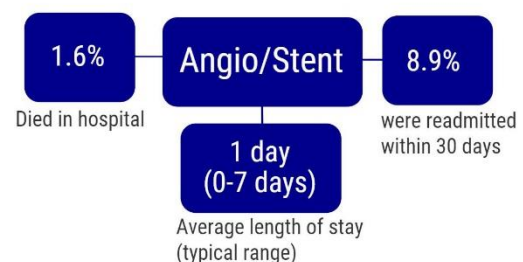 1.6%
Died in hospital
Angio/Stent
8.9%
were readmitted
within 30 days
1 day
(0-7 days)
Average length of stay
(typical range)